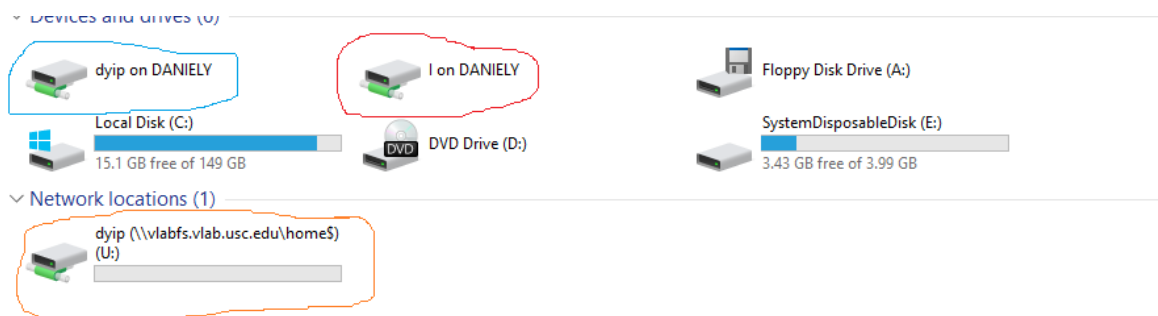 Devices and drives (6)
dyip on DANIELY
I on DANIELY
Floppy Disk Drive (A:)
Local Disk (C:)
15.1 GB free of 149 GB
DVD
DVD Drive (D:)
SystemDisposableDisk (E:)
3.43 GB free of 3.99 GB
Network locations (1)
dyip (\\vlabfs.vlab.usc.edu\home$)
(U:)